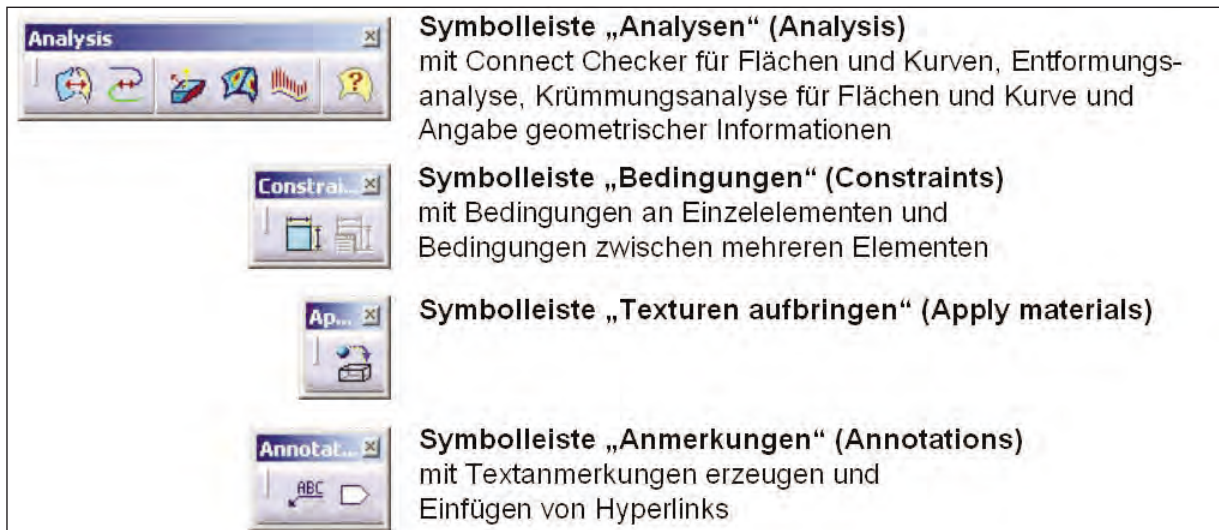 Analysis
Symbolleiste „Analysen“ (Analysis)
mit Connect Checker für Flächen und Kurven, Entformungs-
analyse, Krümmungsanalyse für Flächen und Kurve und
Angabe geometrischer Informationen
Constrai...
Symbolleiste „Bedingungen“ (Constraints)
mit Bedingungen an Einzelelementen und
Bedingungen zwischen mehreren Elementen
Ap...
Symbolleiste „Texturen aufbringen“ (Apply materials)
Annotat...
ABC
Symbolleiste „Anmerkungen“ (Annotations)
mit Textanmerkungen erzeugen und
Einfügen von Hyperlinks